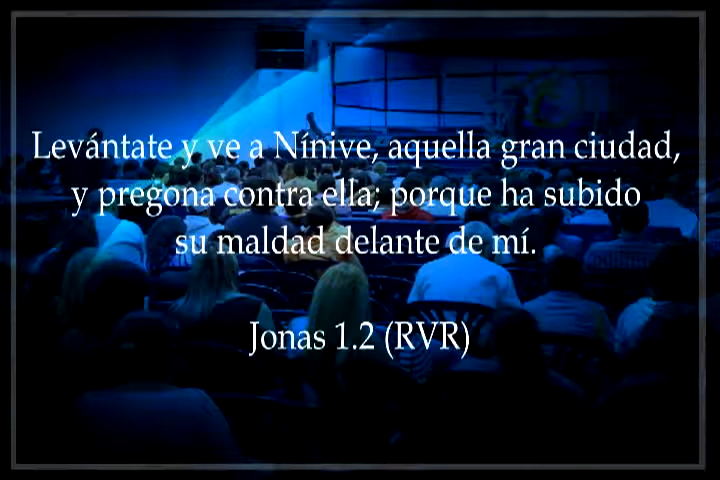 Levántate y ve a Nínive, aquella gran ciudad,
y pregona contra ella; porque ha subido
su maldad delante de mí.
Jonas 1.2 (RVR)